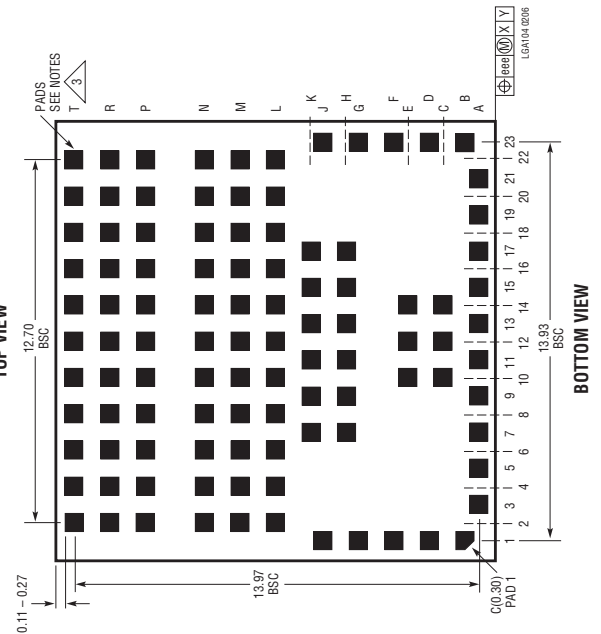 TOP VIEW
PADS
SEE NOTES
3
12.70
BSC
0.11 – 0.27
T
R
P
N
M
L
K
J
H
G
F
E
D
C
B
A
13.97
BSC
C(0.30)
PAD 1
1 2 3 4 5 6 7 8 9 10 11 12 13 14 15 16 17 18 19 20 21 22 23
13.93
BSC
BOTTOM VIEW
⌖ eee Ⓜ X Y
LGA104 0206